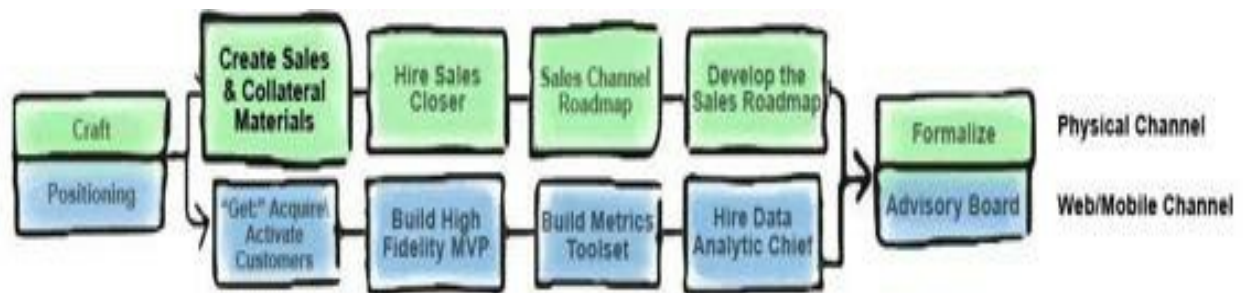 Craft
Positioning
Create Sales
& Collateral
Materials
Hire Sales
Closer
Sales Channel
Roadmap
Develop the
Sales Roadmap
"Get:" Acquire\
Activate
Customers
Build High
Fidelity MVP
Build Metrics
Toolset
Hire Data
Analytic Chief
Formalize
Advisory Board
Physical Channel
Web/Mobile Channel